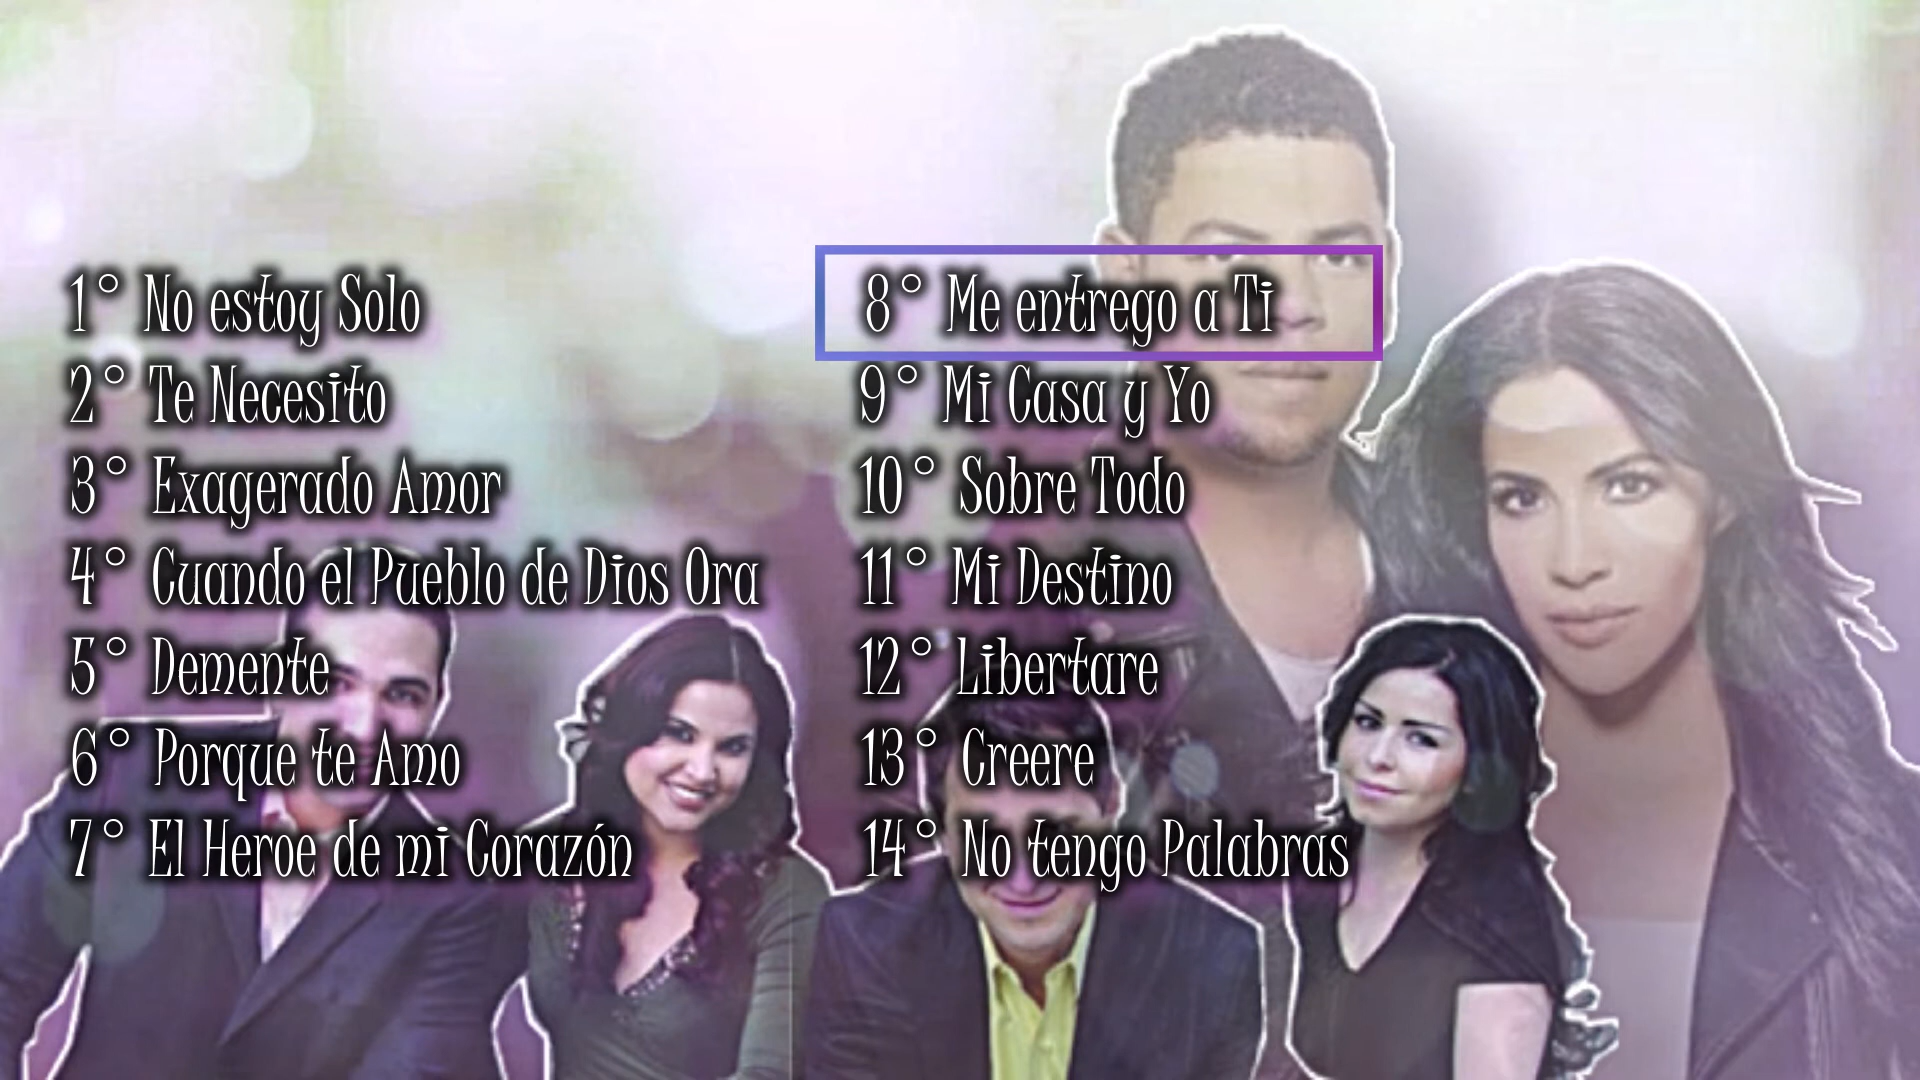 1° No estoy Solo
2° Te Necesito
3° Exagerado Amor
4° Cuando el Pueblo de Dios Ora
5° Demente
6° Porque te Amo
7° El Heroe de mi Corazón
8° Me entrego a Ti
9° Mi Casa y Yo
10° Sobre Todo
11° Mi Destino
12° Libertare
13° Creere
14° No tengo Palabras